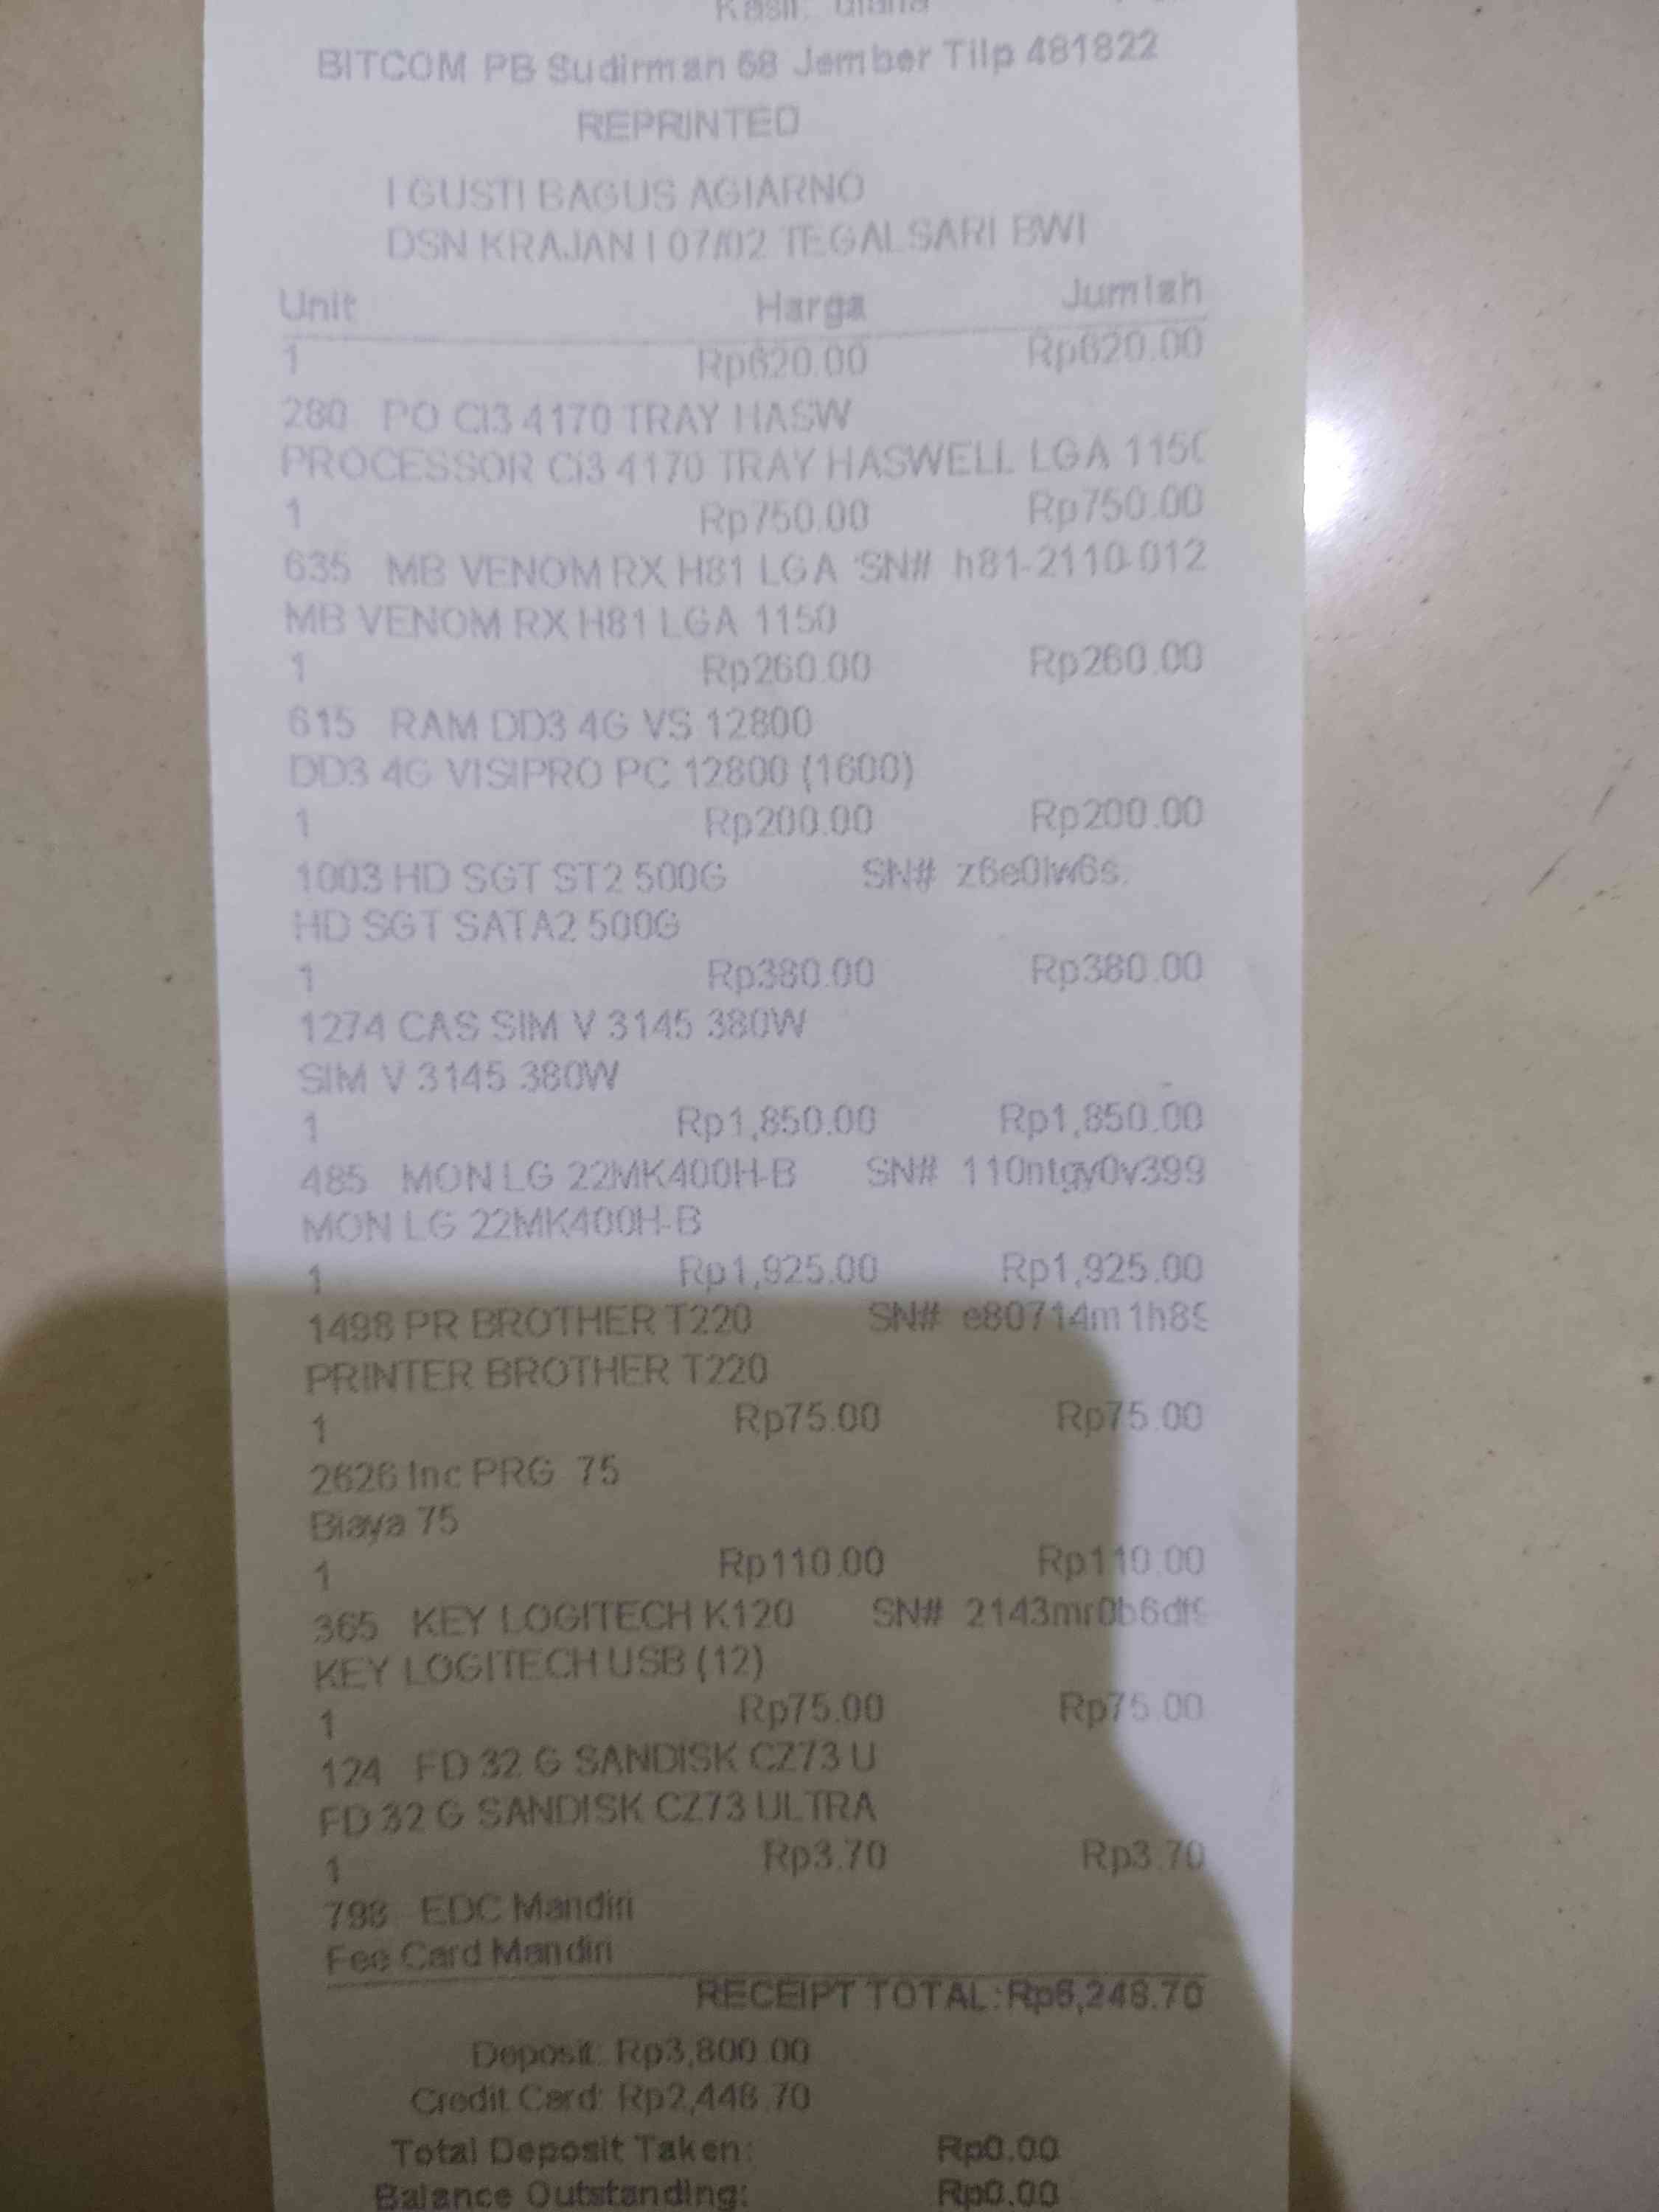 Kasir: diana
BITCOM PB Sudirman 68 Jember Tilp 481822
REPRINTED
I GUSTI BAGUS AGIARNO
DSN KRAJAN I 07/02 TEGALSARI BWI
Unit Harga Jumlah
1 Rp620.00 Rp620.00
280 PO Ci3 4170 TRAY HASW
PROCESSOR Ci3 4170 TRAY HASWELL LGA 1150
1 Rp750.00 Rp750.00
635 MB VENOM RX H81 LGA SN# h81-2110-012
MB VENOM RX H81 LGA 1150
1 Rp260.00 Rp260.00
615 RAM DD3 4G VS 12800
DD3 4G VISIPRO PC 12800 (1600)
1 Rp200.00 Rp200.00
1003 HD SGT ST2 500G SN# z6e0lw6s.
HD SGT SATA2 500G
1 Rp380.00 Rp380.00
1274 CAS SIM V 3145 380W
SIM V 3145 380W
1 Rp1,850.00 Rp1,850.00
485 MON LG 22MK400H-B SN# 110ntgy0v399
MON LG 22MK400H-B
1 Rp1,925.00 Rp1,925.00
1498 PR BROTHER T220 SN# e80714m1h89
PRINTER BROTHER T220
1 Rp75.00 Rp75.00
2626 Inc PRG 75
Biaya 75
1 Rp110.00 Rp110.00
365 KEY LOGITECH K120 SN#
KEY LOGITECH USB (12)
1 Rp75.00 Rp75.00
124 FD 32 G SANDISK CZ73 U
FD 32 G SANDISK CZ73 ULTRA
1 Rp3.70 Rp3.70
798 EDC Mandiri
Fee Card Mandiri
RECEIPT TOTAL: Rp6,248.70
Deposit: Rp3,800.00
Credit Card: Rp2,448.70
Total Deposit Taken: Rp0.00
Balance Outstanding: Rp0.00